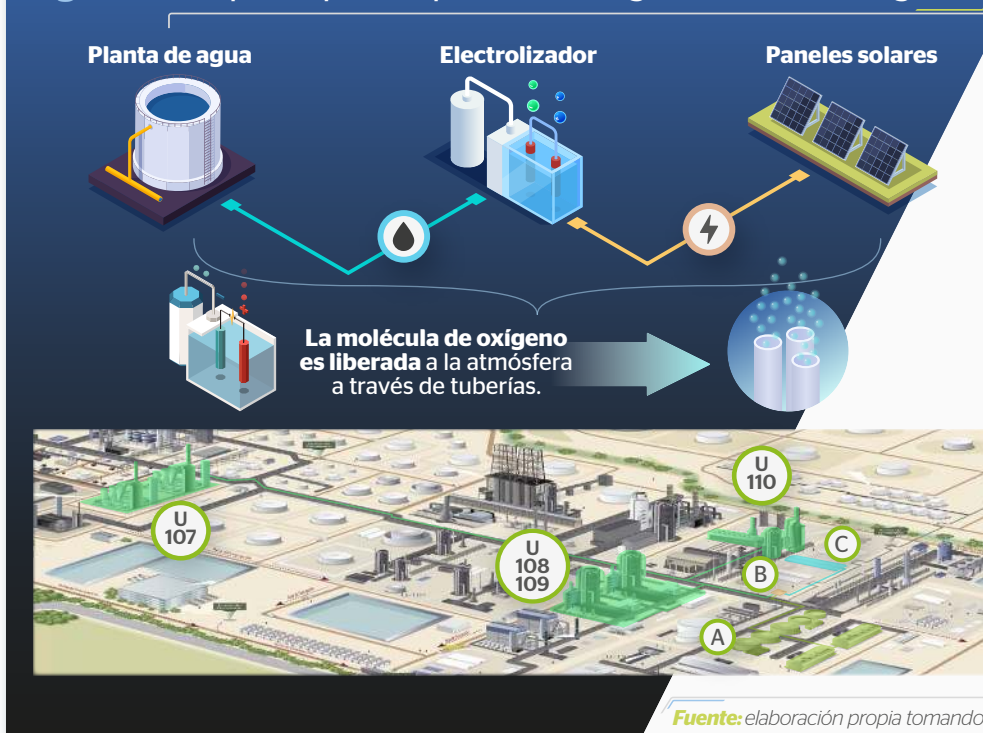 Planta de agua
Electrolizador
Paneles solares
La molécula de oxígeno
es liberada a la atmósfera
a través de tuberías.
U
107
U
108
109
U
110
A
B
C
Fuente: elaboración propia tomando